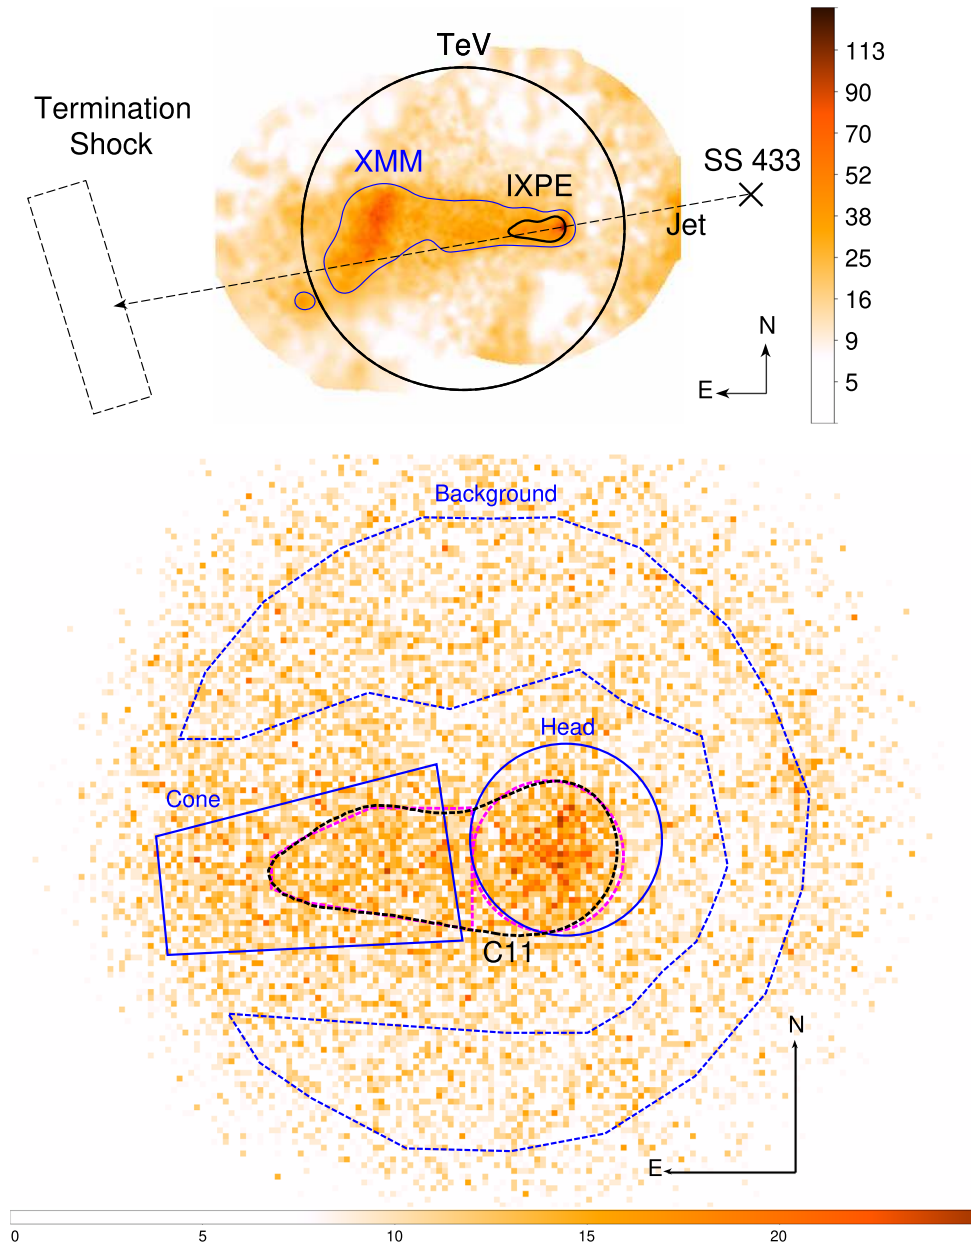 TeV
Termination
Shock
XMM
IXPE
SS 433
Jet
N
E
113
90
70
52
38
25
16
9
5
Background
Head
Cone
C11
N
E
0 5 10 15 20